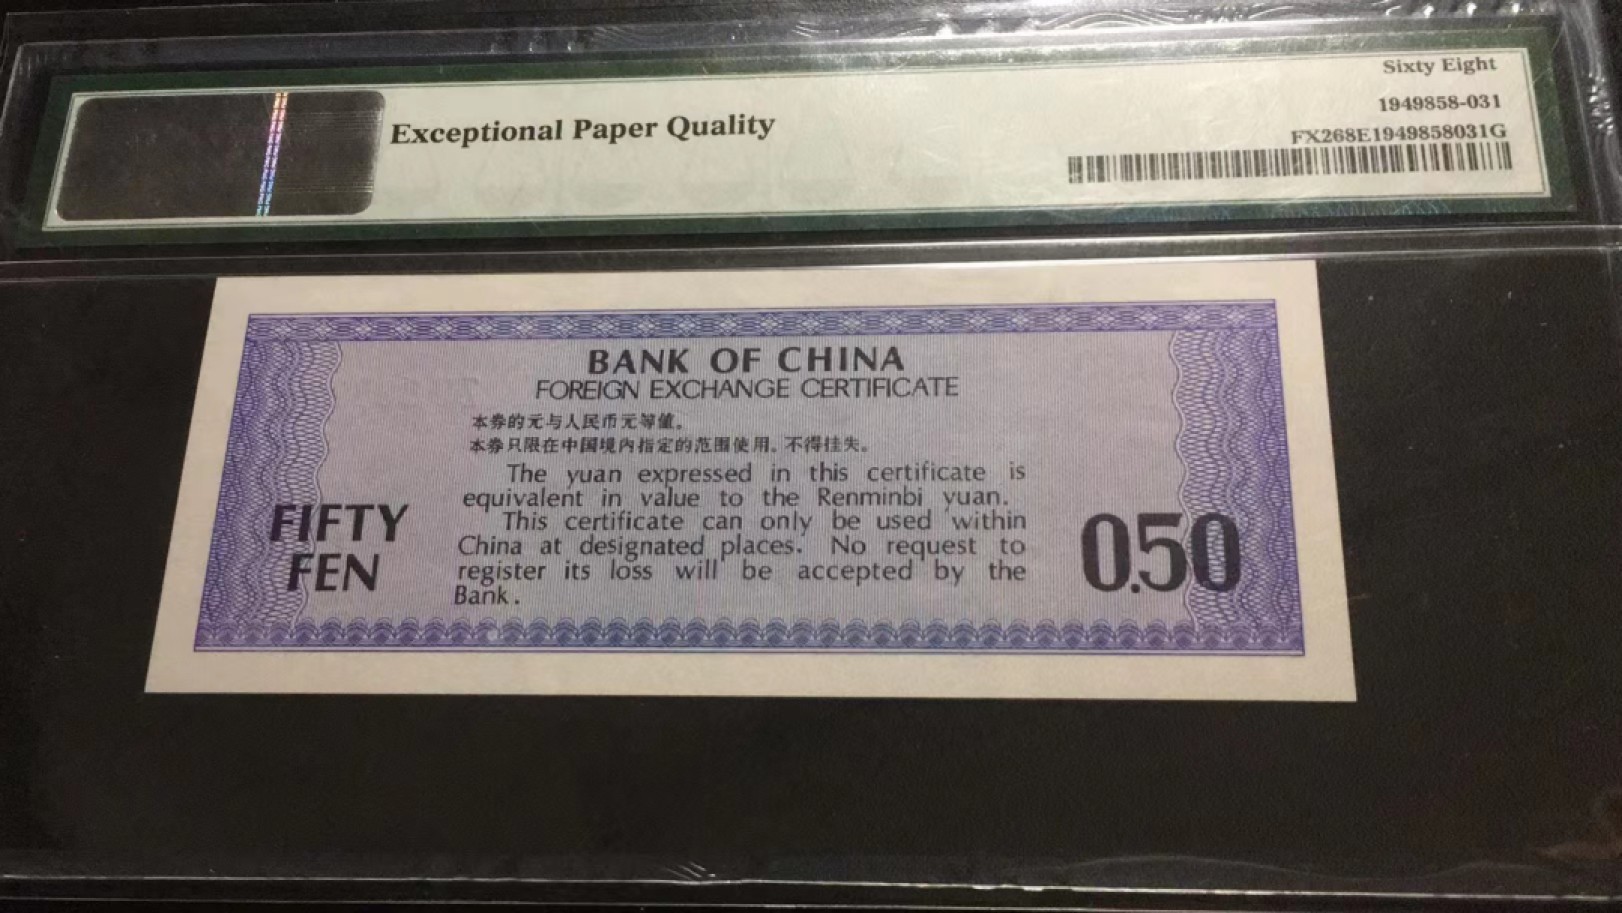 Sixty Eight
1949858-031
Exceptional Paper Quality
FX268E1949858031G
BANK OF CHINA
FOREIGN EXCHANGE CERTIFICATE
本券的元与人民币元等值。
本券只限在中国境内指定的范围使用。不得挂失。
The yuan expressed in this certificate is
equivalent in value to the Renminbi yuan.
This certificate can only be used within
China at designated places. No request to
register its loss will be accepted by the
Bank.
FIFTY
FEN
0.50